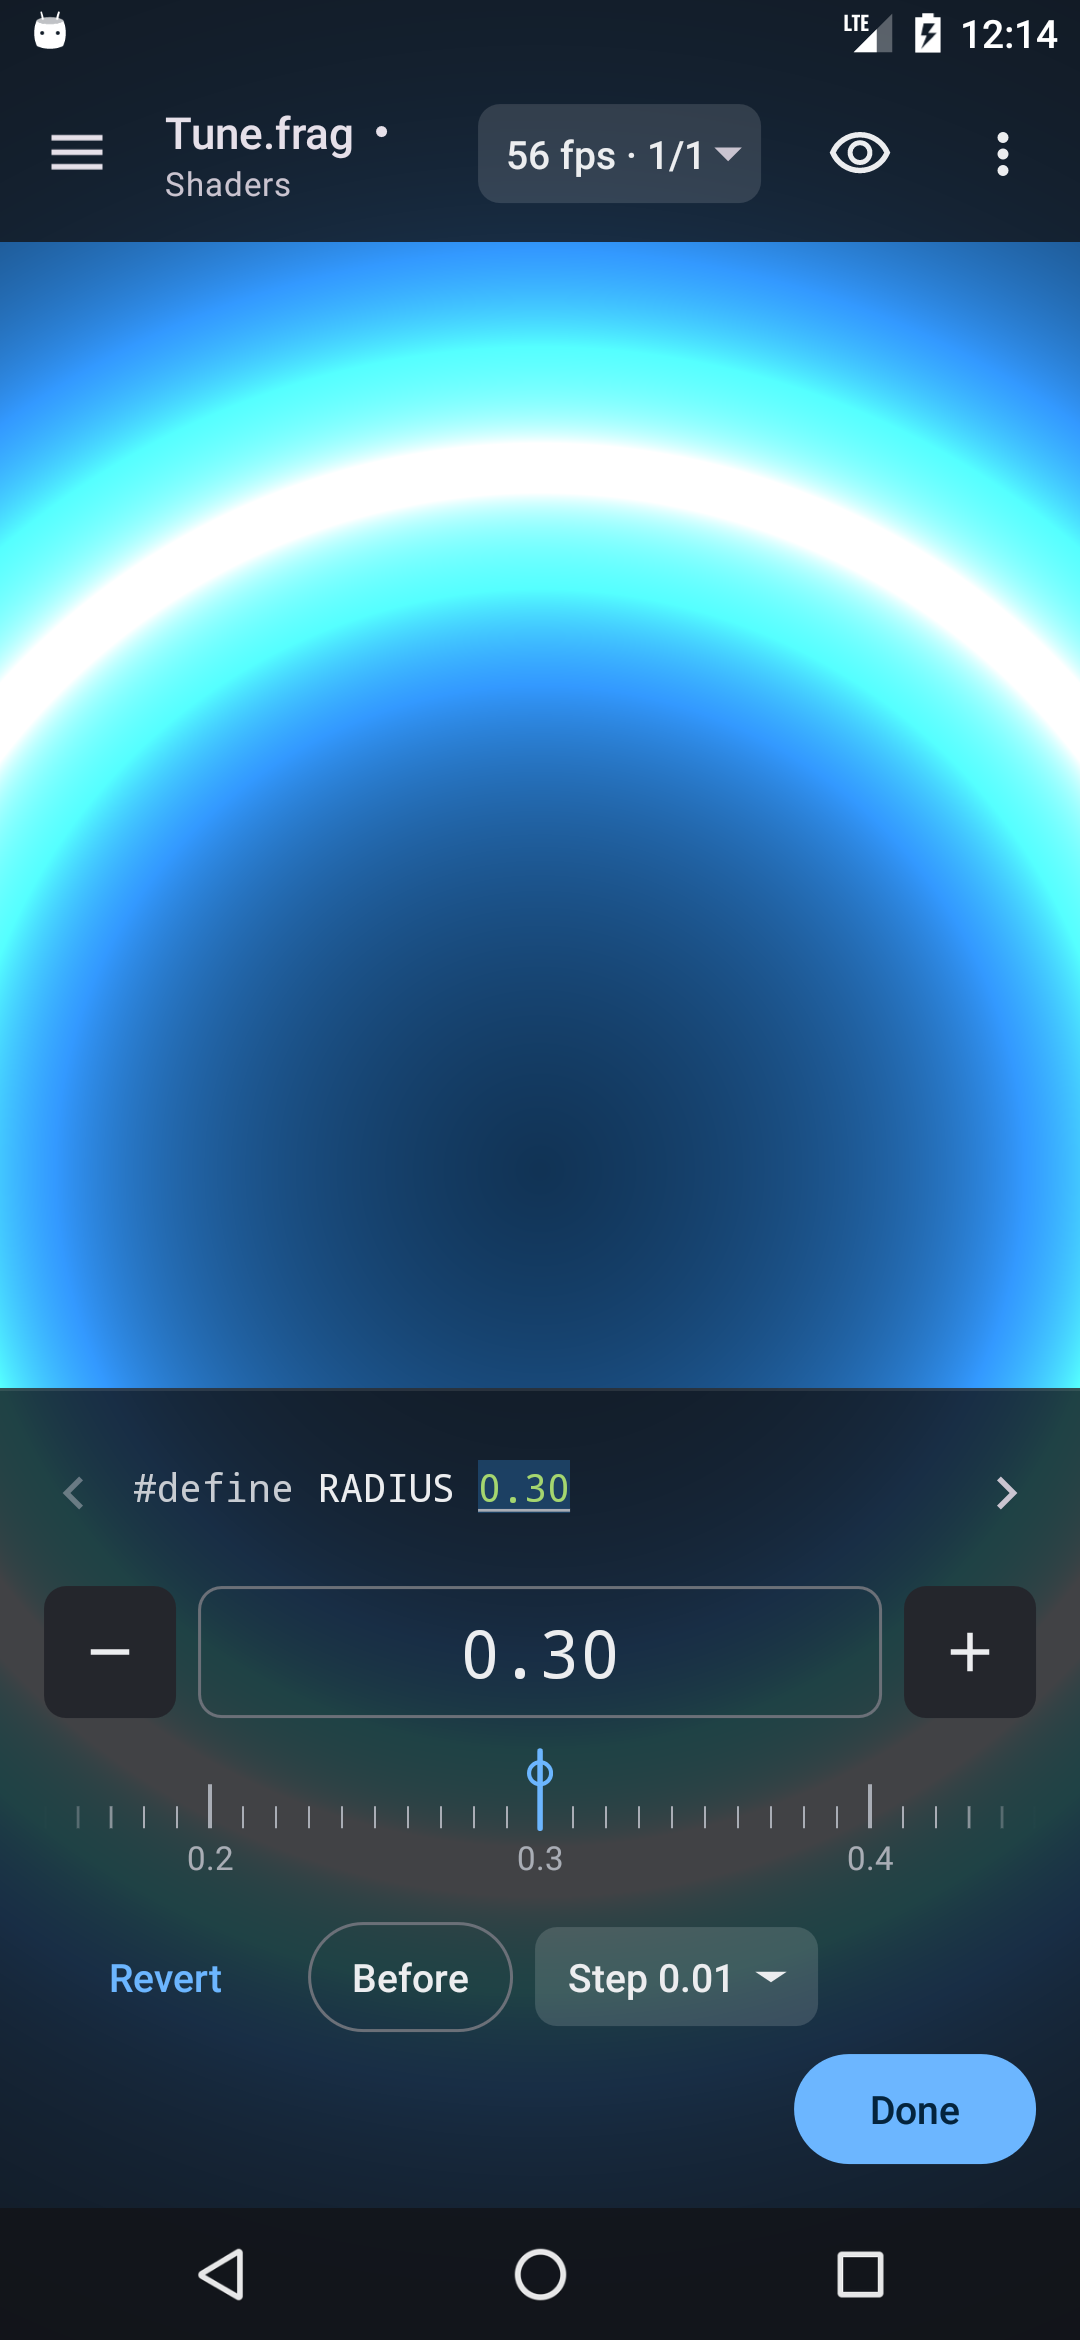 LTE 12:14
Tune.frag •
Shaders
56 fps · 1/1
#define RADIUS 0.30
0.30
0.2 0.3 0.4
Revert Before Step 0.01
Done